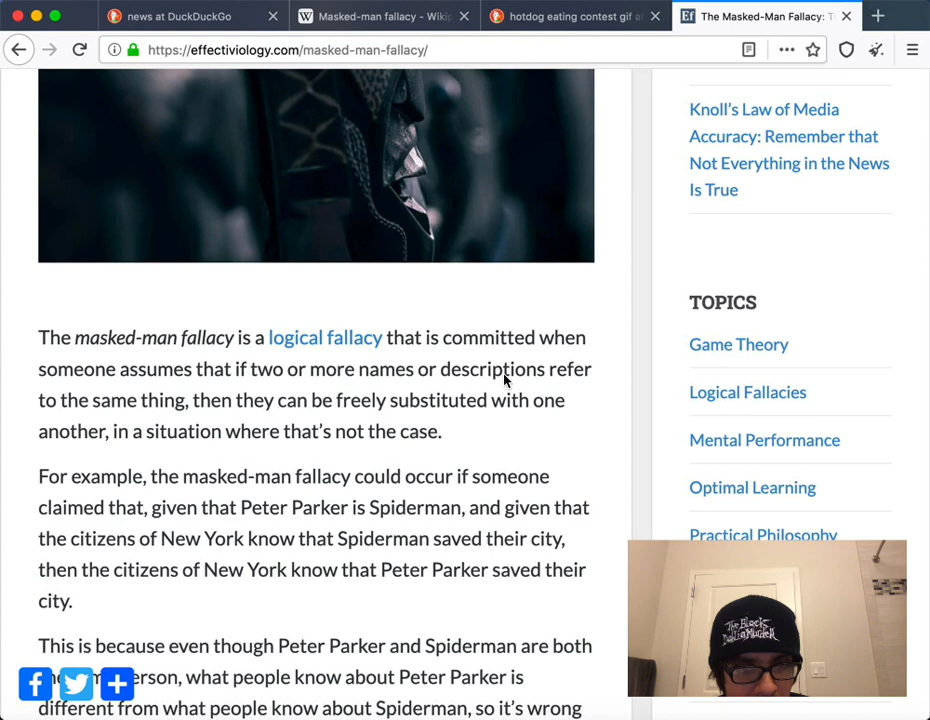 news at DuckDuckGo
Masked-man fallacy - Wikip
hotdog eating contest gif at
The Masked-Man Fallacy: T
https://effectiviology.com/masked-man-fallacy/
Knoll’s Law of Media
Accuracy: Remember that
Not Everything in the News
Is True
TOPICS
Game Theory
Logical Fallacies
Mental Performance
Optimal Learning
Practical Philosophy
The masked-man fallacy is a logical fallacy that is committed when
someone assumes that if two or more names or descriptions refer
to the same thing, then they can be freely substituted with one
another, in a situation where that’s not the case.
For example, the masked-man fallacy could occur if someone
claimed that, given that Peter Parker is Spiderman, and given that
the citizens of New York know that Spiderman saved their city,
then the citizens of New York know that Peter Parker saved their
city.
This is because even though Peter Parker and Spiderman are both
person, what people know about Peter Parker is
different from what people know about Spiderman, so it’s wrong
The Black
Dahlia Murder